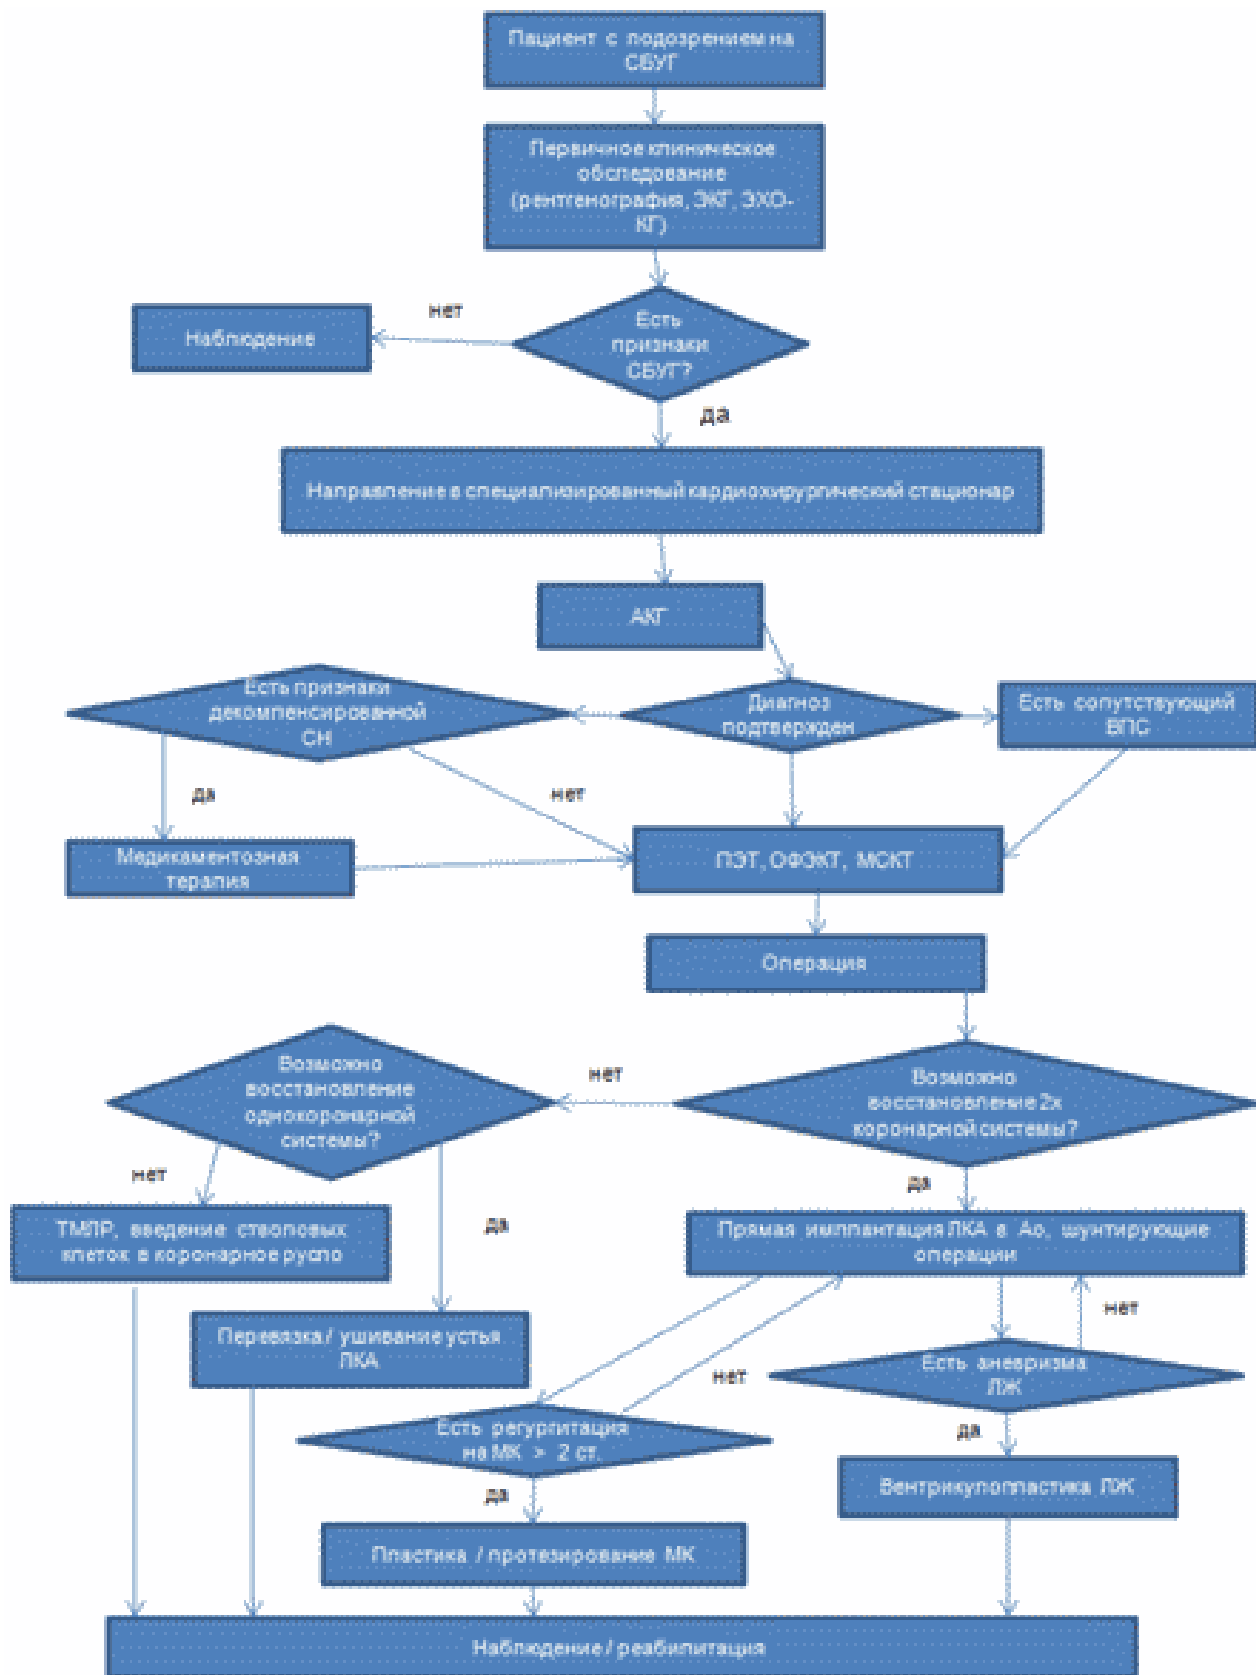 Пациент с подозрением на
СБУГ
Первичное клиническое
обследование
(рентгенография, ЭКГ, ЭХО-
КГ)
нет
Наблюдение
Есть
признаки
СБУГ?
да
Направление в специализированный кардиохирургический стационар
АКГ
Есть признаки
декомпенсированной
СН
Диагноз
подтвержден
Есть сопутствующий
ВПС
да
нет
Медикаментозная
терапия
ПЭТ, ОФЭКТ, МСКТ
Операция
Возможно
восстановление
однокоронарной
системы?
нет
Возможно
восстановление 2х
коронарной системы?
нет
да
да
ТМЛР, введение стволовых
клеток в коронарное русло
Прямая имплантация ЛКА в Ао, шунтирующие
операции
Перевязка / ушивание устья
ЛКА
нет
нет
Есть аневризма
ЛЖ
Есть регургитация
на МК > 2 ст.
да
да
Вентрикулопластика ЛЖ
Пластика / протезирование МК
Наблюдение / реабилитация